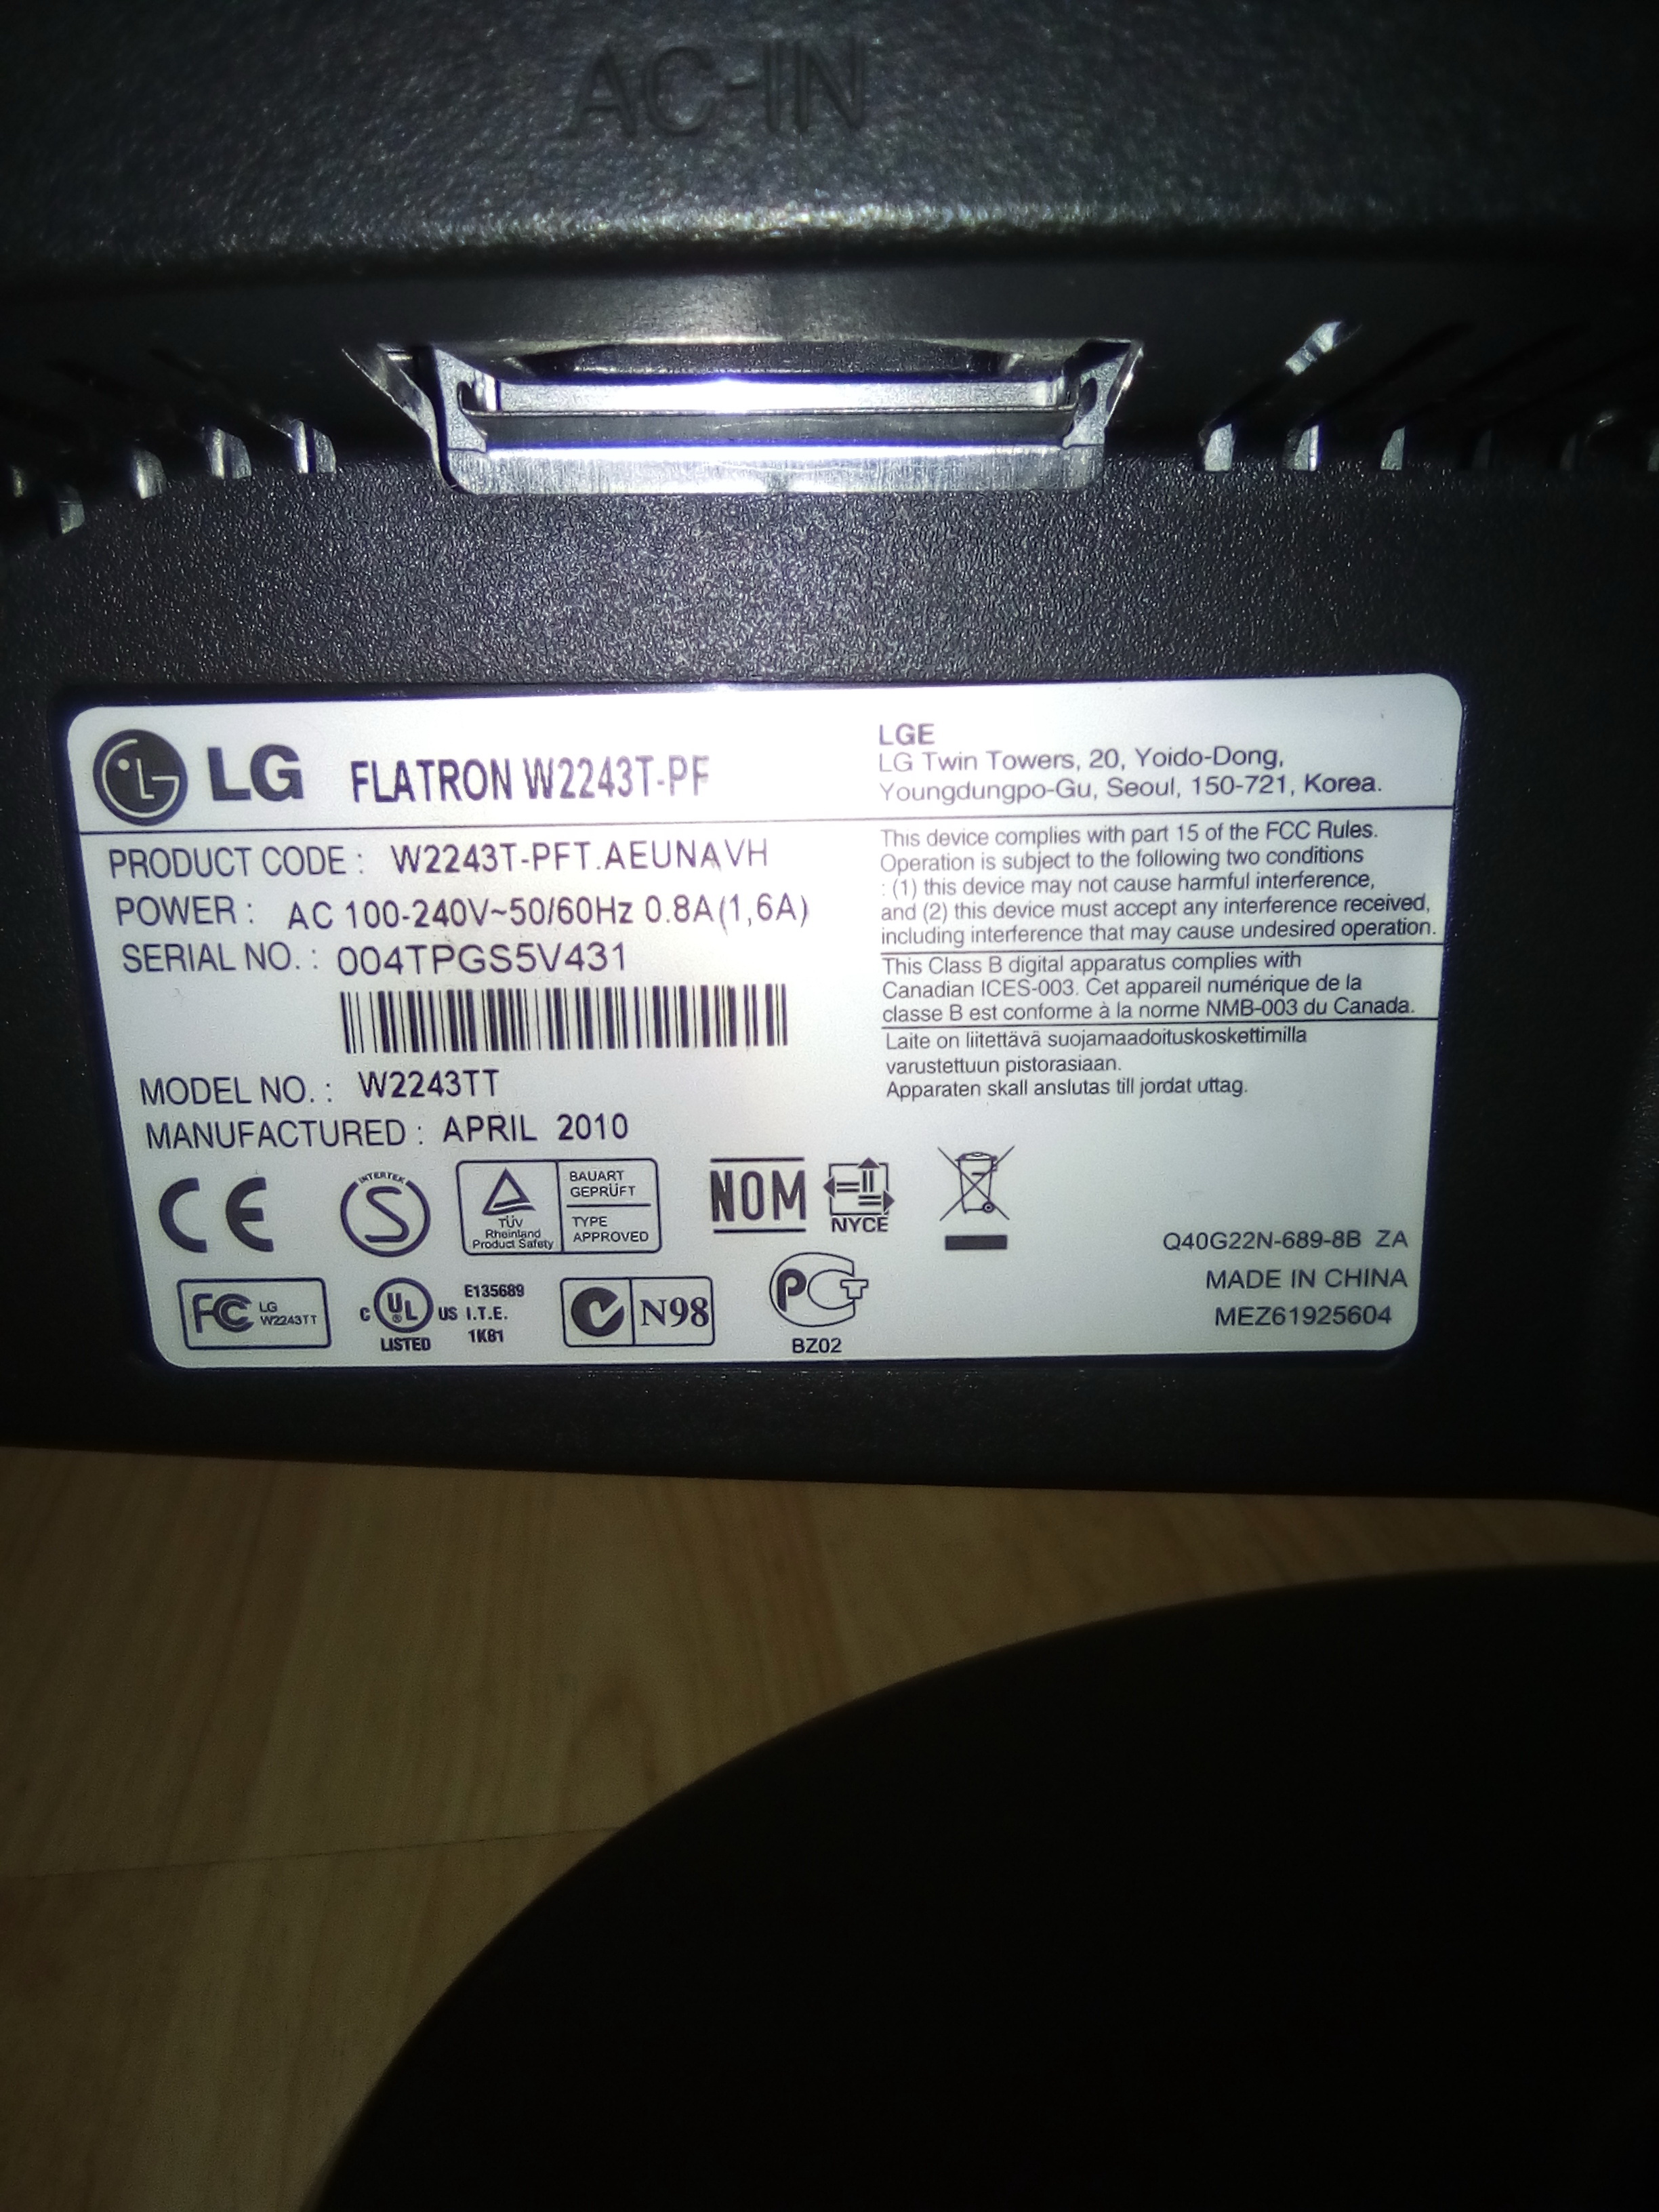 AC-IN
LG FLATRON W2243T-PF
LGE
LG Twin Towers, 20, Yoido-Dong,
Youngdungpo-Gu, Seoul, 150-721, Korea.
PRODUCT CODE : W2243T-PFT.AEUNAVH
POWER : AC 100-240V~50/60Hz 0.8A(1,6A)
SERIAL NO. : 004TPGS5V431
MODEL NO. : W2243TT
MANUFACTURED : APRIL 2010
This device complies with part 15 of the FCC Rules.
Operation is subject to the following two conditions
: (1) this device may not cause harmful interference,
and (2) this device must accept any interference received,
including interference that may cause undesired operation.
This Class B digital apparatus complies with
Canadian ICES-003. Cet appareil numérique de la
classe B est conforme à la norme NMB-003 du Canada.
Laite on liitettävä suojamaadoituskoskettimilla
varustettuun pistorasiaan.
Apparaten skall anslutas till jordat uttag.
CE
INTERTEK
S
TÜV
Rheinland
Product Safety
BAUART
GEPRÜFT
TYPE
APPROVED
NOM
NYCE
FC LG
W2243TT
C UL US
LISTED
E135689
I.T.E.
1K81
N98
PCT
BZ02
Q40G22N-689-8B ZA
MADE IN CHINA
MEZ61925604